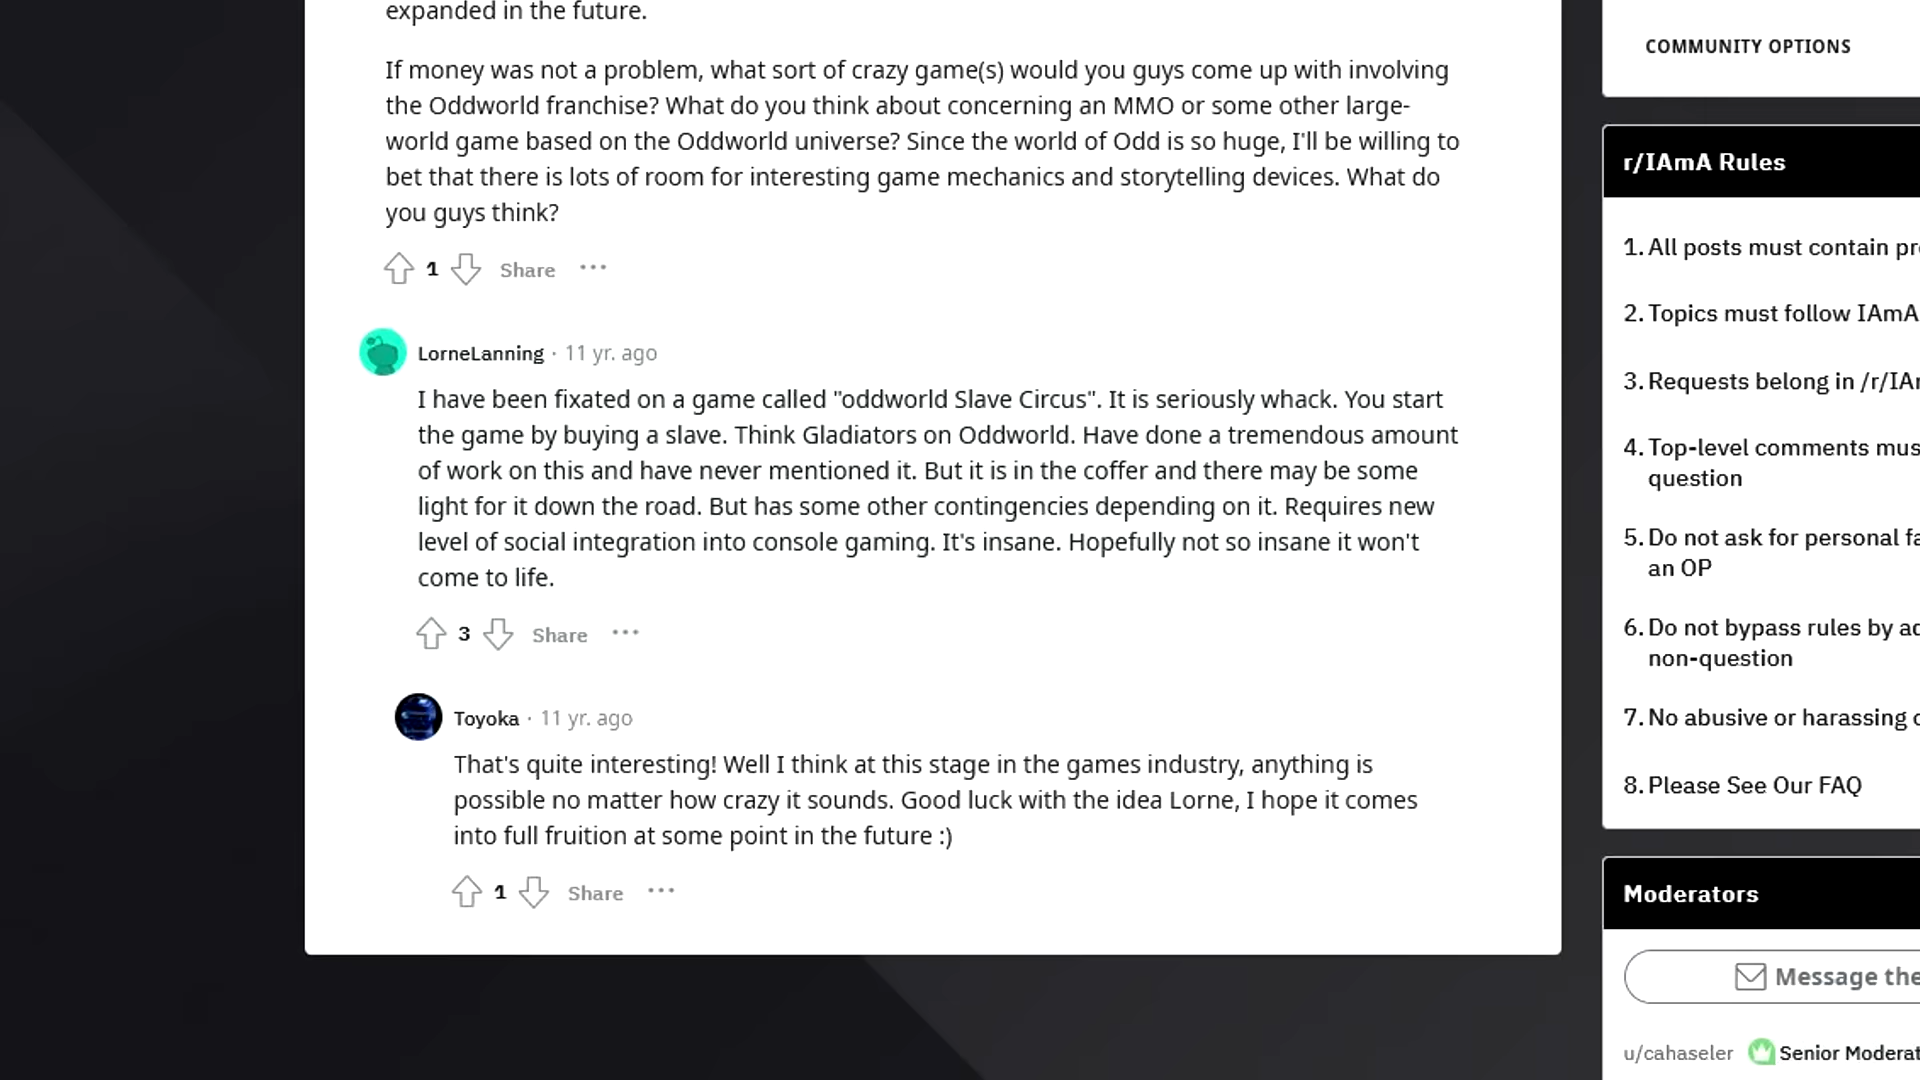 expanded in the future.
If money was not a problem, what sort of crazy game(s) would you guys come up with involving
the Oddworld franchise? What do you think about concerning an MMO or some other large-
world game based on the Oddworld universe? Since the world of Odd is so huge, I'll be willing to
bet that there is lots of room for interesting game mechanics and storytelling devices. What do
you guys think?
1 Share ···
LorneLanning · 11 yr. ago
I have been fixated on a game called "oddworld Slave Circus". It is seriously whack. You start
the game by buying a slave. Think Gladiators on Oddworld. Have done a tremendous amount
of work on this and have never mentioned it. But it is in the coffer and there may be some
light for it down the road. But has some other contingencies depending on it. Requires new
level of social integration into console gaming. It's insane. Hopefully not so insane it won't
come to life.
3 Share ···
Toyoka · 11 yr. ago
That's quite interesting! Well I think at this stage in the games industry, anything is
possible no matter how crazy it sounds. Good luck with the idea Lorne, I hope it comes
into full fruition at some point in the future :)
1 Share ···
COMMUNITY OPTIONS
r/IAmA Rules
1. All posts must contain pr
2. Topics must follow IAmA
3. Requests belong in /r/IAr
4. Top-level comments mus
question
5. Do not ask for personal fa
an OP
6. Do not bypass rules by ad
non-question
7. No abusive or harassing c
8. Please See Our FAQ
Moderators
Message the
u/cahaseler Senior Moderat